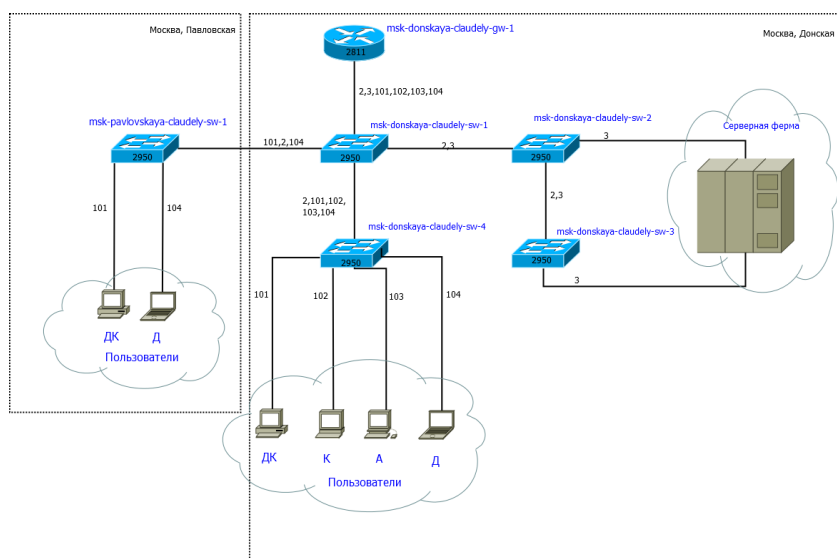 Москва, Павловская
msk-donskaya-claudely-gw-1
Москва, Донская
2811
2,3,101,102,103,104
msk-pavlovskaya-claudely-sw-1
msk-donskaya-claudely-sw-1
msk-donskaya-claudely-sw-2
Серверная ферма
2950
101,2,104
2950
2,3
2950
3
101
104
2,101,102,
103,104
2,3
msk-donskaya-claudely-sw-4
msk-donskaya-claudely-sw-3
2950
2950
101
102
103
104
3
ДК
Д
Пользователи
ДК
К
А
Д
Пользователи